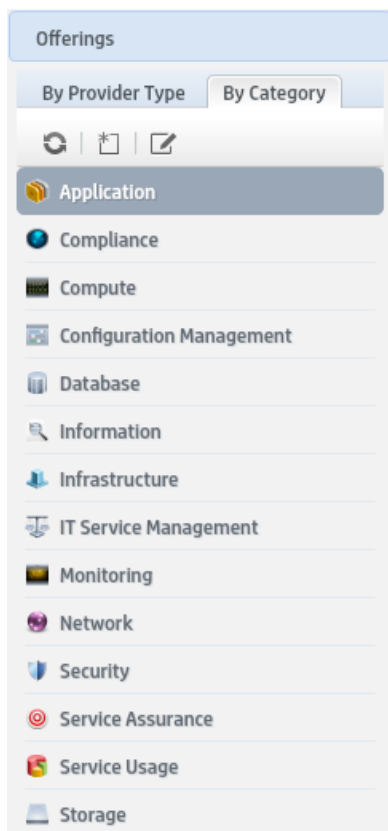 Offerings
By Provider Type By Category
Application
Compliance
Compute
Configuration Management
Database
Information
Infrastructure
IT Service Management
Monitoring
Network
Security
Service Assurance
Service Usage
Storage